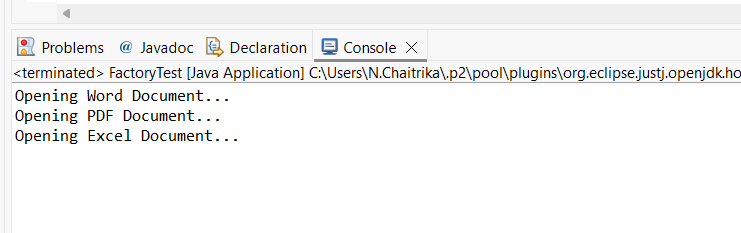 Problems @ Javadoc Declaration Console
<terminated> FactoryTest [Java Application] C:\Users\N.Chaitrika\.p2\pool\plugins\org.eclipse.justj.openjdk.ho
Opening Word Document...
Opening PDF Document...
Opening Excel Document...